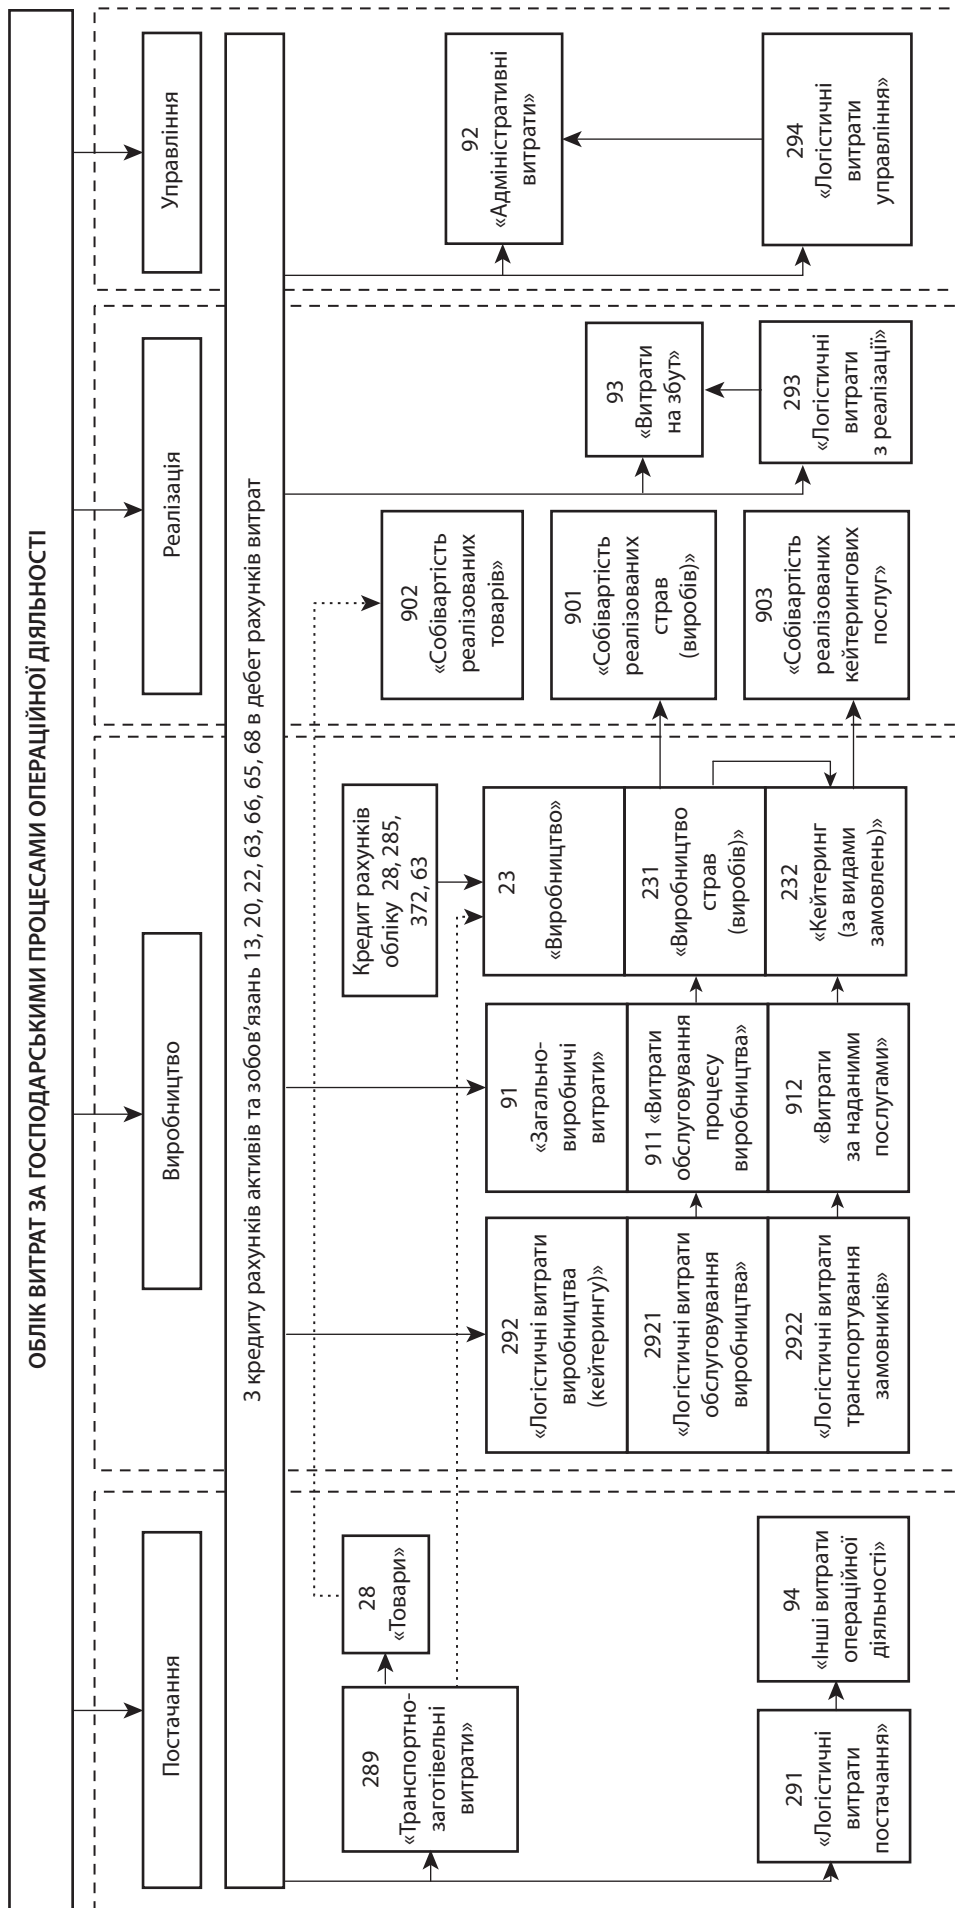 ОБЛІК ВИТРАТ ЗА ГОСПОДАРСЬКИМИ ПРОЦЕСАМИ ОПЕРАЦІЙНОЇ ДІЯЛЬНОСТІ
Постачання
Виробництво
Реалізація
Управління
З кредиту рахунків активів та зобов’язань 13, 20, 22, 63, 66, 65, 68 в дебет рахунків витрат
289
«Транспортно-
заготівельні
витрати»
28
«Товари»
291
«Логістичні
витрати
постачання»
94
«Інші витрати
операційної
діяльності»
292
«Логістичні витрати
виробництва
(кейтерингу)»
2921
«Логістичні витрати
обслуговування
виробництва»
2922
«Логістичні витрати
транспортування
замовників»
91
«Загально-
виробничі
витрати»
911 «Витрати
обслуговування
процесу
виробництва»
912
«Витрати
за наданими
послугами»
Кредит рахунків
обліку 28, 285,
372, 63
23
«Виробництво»
231
«Виробництво
страв
(виробів)»
232
«Кейтеринг
(за видами
замовлень)»
902
«Собівартість
реалізованих
товарів»
901
«Собівартість
реалізованих
страв
(виробів)»
903
«Собівартість
реалізованих
кейтерингових
послуг»
93
«Витрати
на збут»
293
«Логістичні
витрати
з реалізації»
92
«Адміністративні
витрати»
294
«Логістичні
витрати
управління»